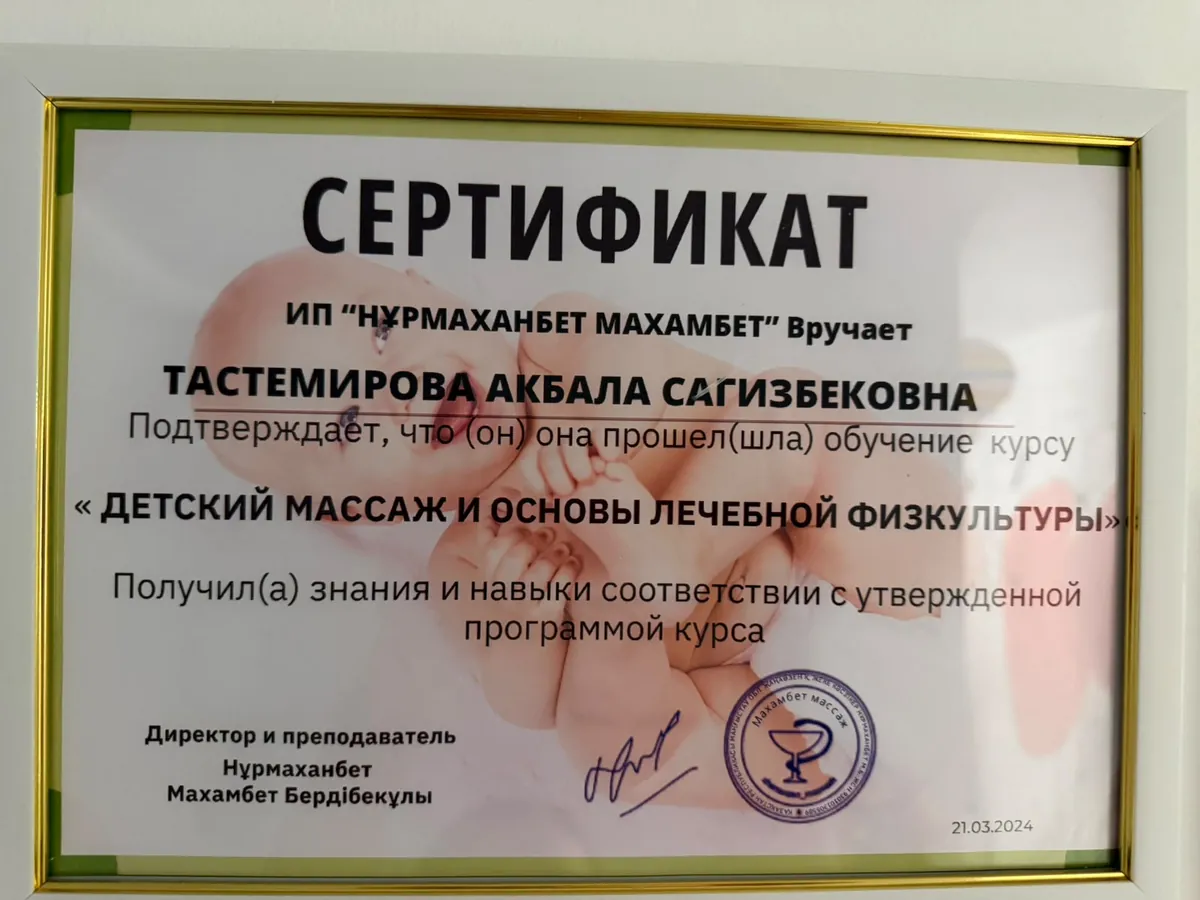 СЕРТИФИКАТ
ИП “НҰРМАХАНБЕТ МАХАМБЕТ” Вручает
ТАСТЕМИРОВА АКБАЛА САГИЗБЕКОВНА
Подтверждает, что (он) она прошел(шла) обучение курсу
« ДЕТСКИЙ МАССАЖ И ОСНОВЫ ЛЕЧЕБНОЙ ФИЗКУЛЬТУРЫ»
Получил(а) знания и навыки соответствии с утвержденной
программой курса
Директор и преподаватель
Нұрмаханбет
Махамбет Бердібекұлы
Махамбет массаж
21.03.2024